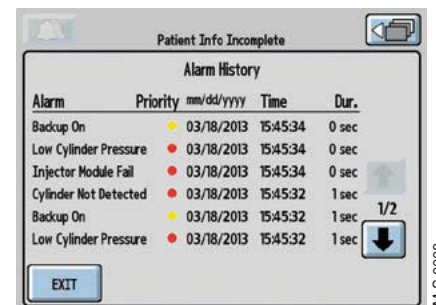 Patient Info Incomplete
Alarm History
Alarm Priority mm/dd/yyyy Time Dur.
Backup On 03/18/2013 15:45:34 0 sec
Low Cylinder Pressure 03/18/2013 15:45:34 0 sec
Injector Module Fail 03/18/2013 15:45:34 0 sec
Cylinder Not Detected 03/18/2013 15:45:32 1 sec
Backup On 03/18/2013 15:45:32 1 sec
Low Cylinder Pressure 03/18/2013 15:45:32 1 sec
1/2
EXIT